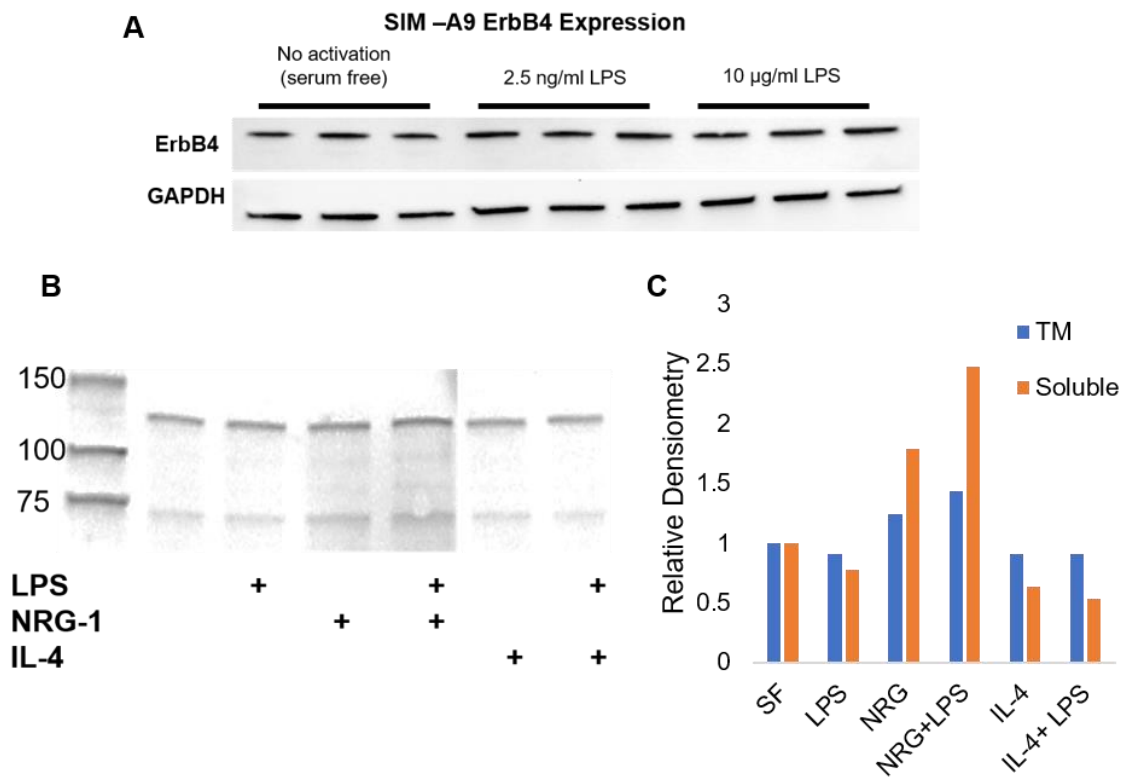 A
SIM –A9 ErbB4 Expression
No activation
(serum free)
2.5 ng/ml LPS
10 µg/ml LPS
ErbB4
GAPDH
B
150
100
75
LPS + + +
NRG-1 + +
IL-4 + +
C
3
2.5
2
1.5
1
0.5
0
Relative Densiometry
TM
Soluble
SF
LPS
NRG
NRG+LPS
IL-4
IL-4+ LPS